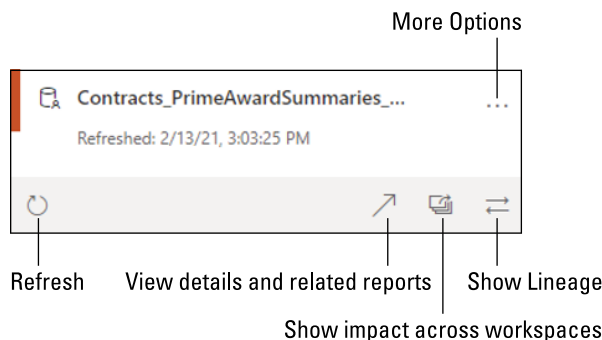 More Options
Contracts_PrimeAwardSummaries_...
Refreshed: 2/13/21, 3:03:25 PM
Refresh
View details and related reports
Show Lineage
Show impact across workspaces